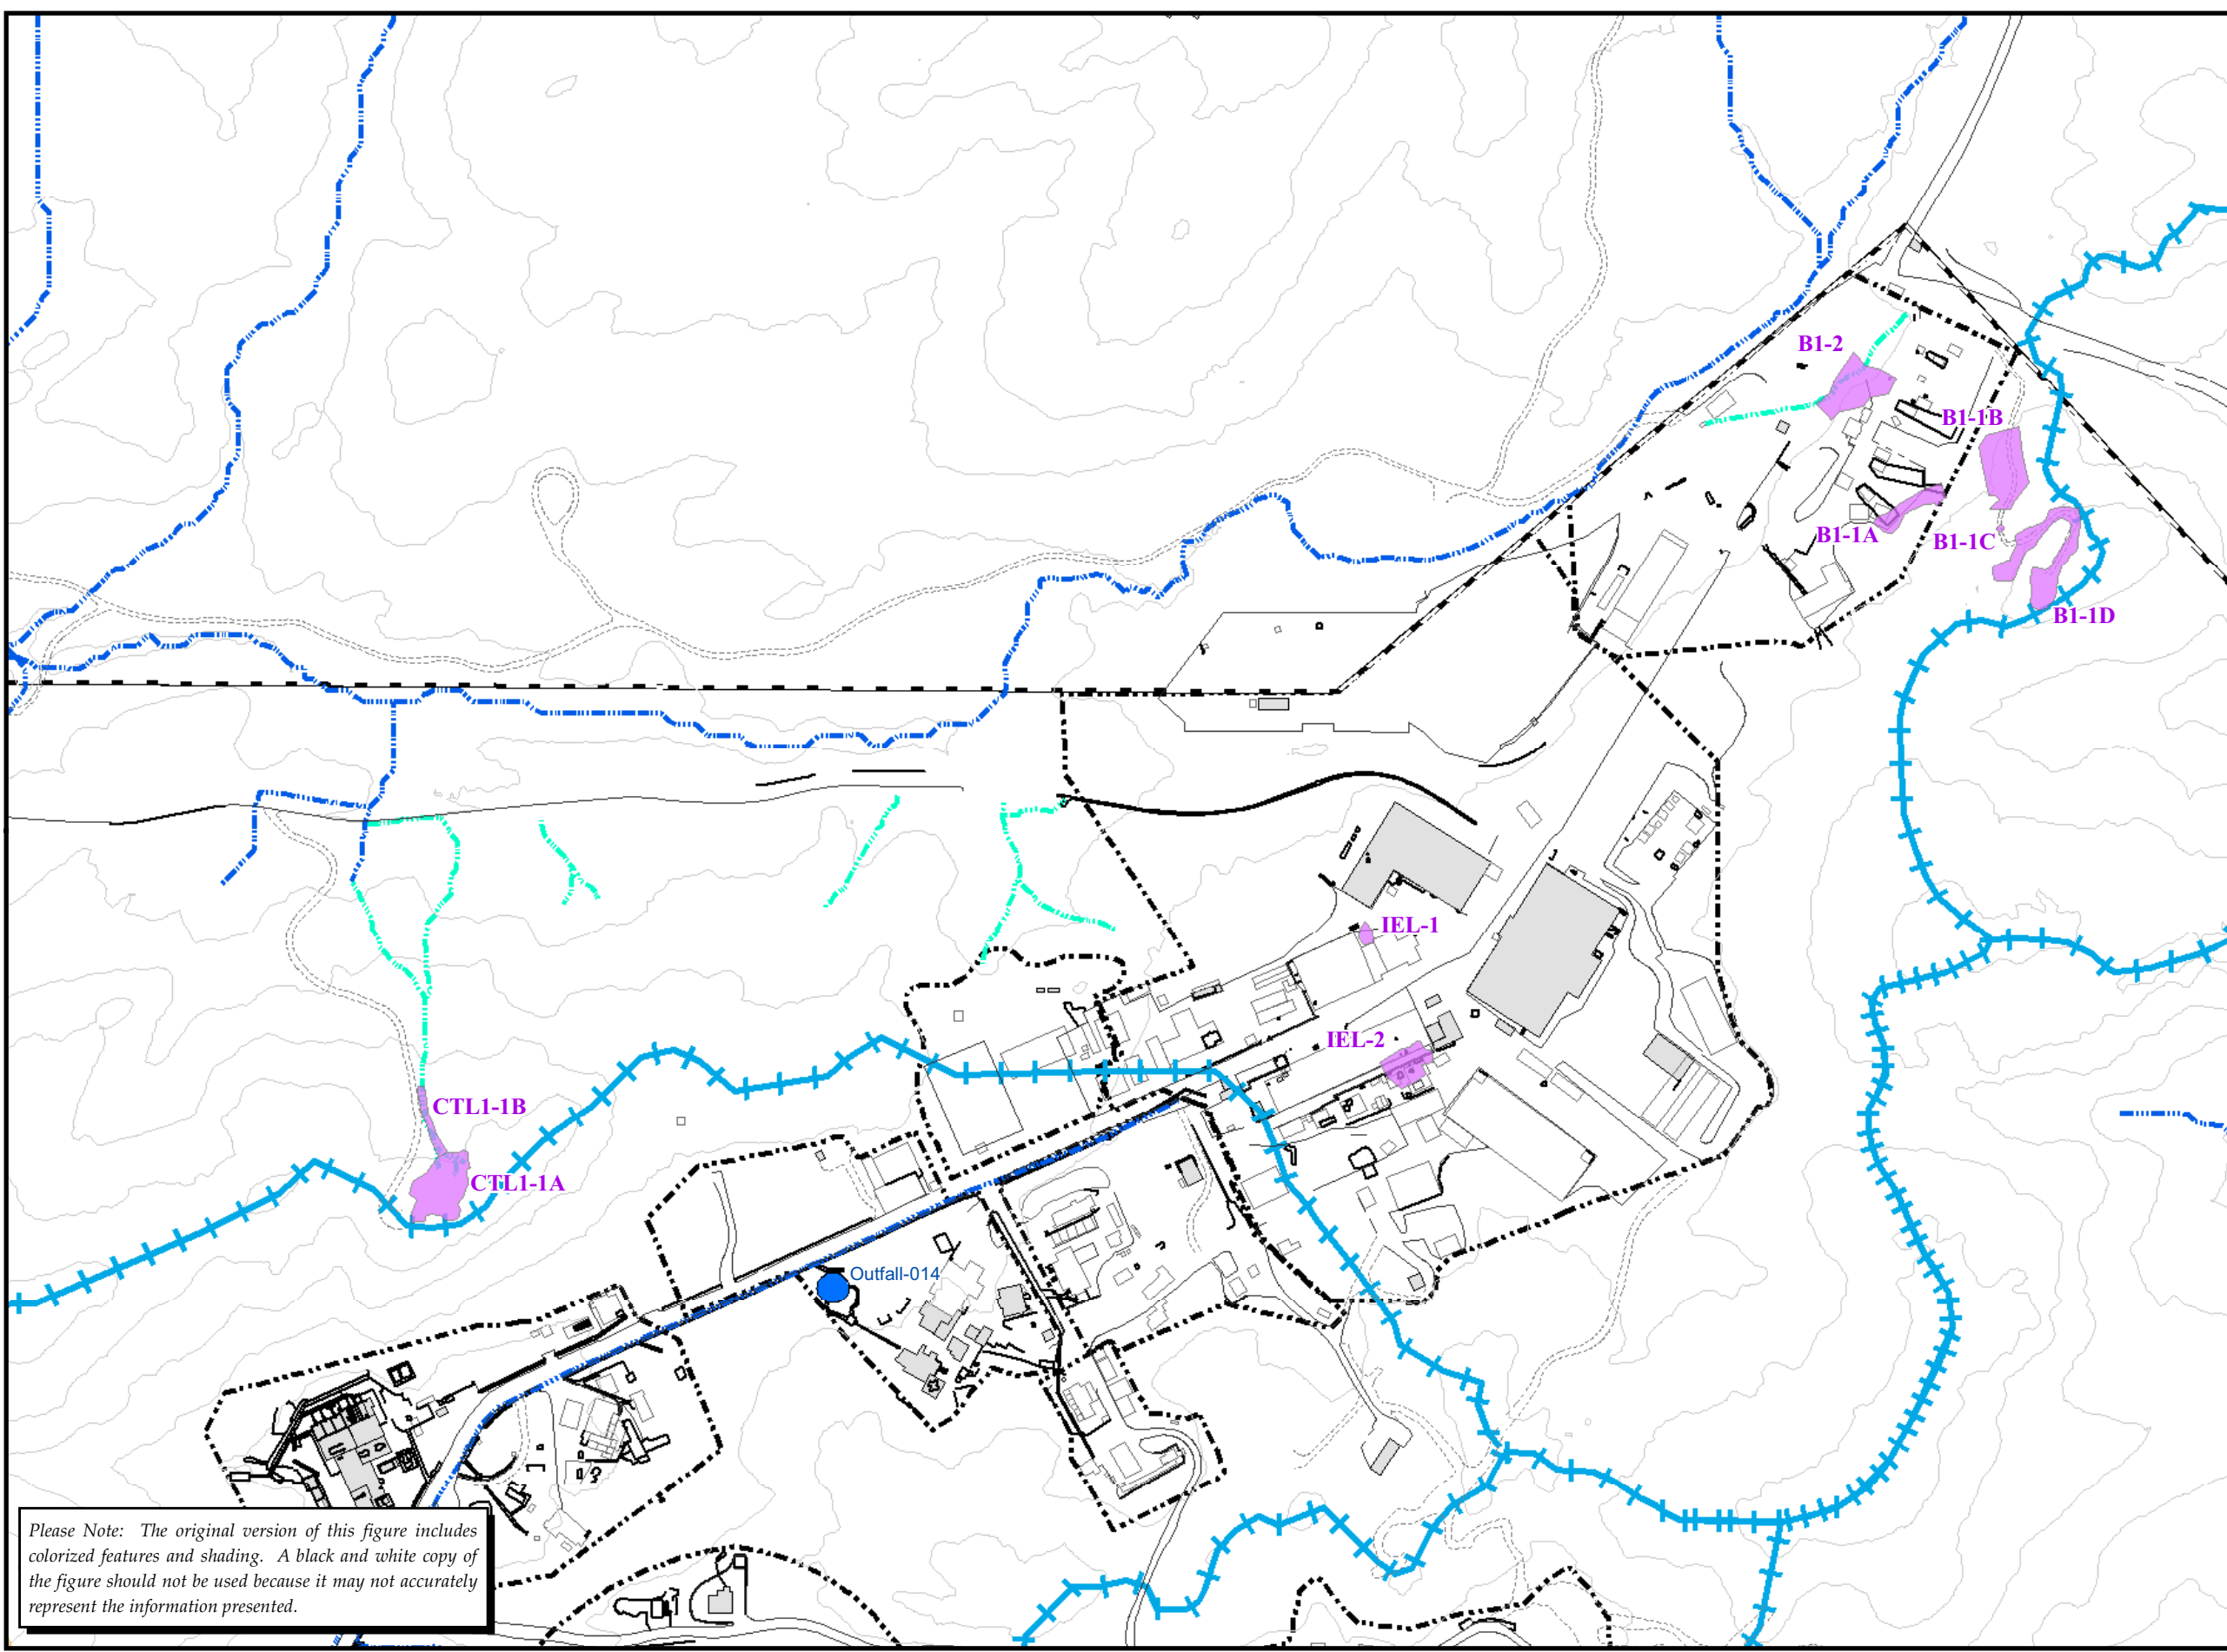 B1-2
B1-1B
B1-1A
B1-1C
B1-1D
IEL-1
IEL-2
CTL1-1B
CTL1-1A
Outfall-014
Please Note: The original version of this figure includes
colorized features and shading. A black and white copy of
the figure should not be used because it may not accurately
represent the information presented.